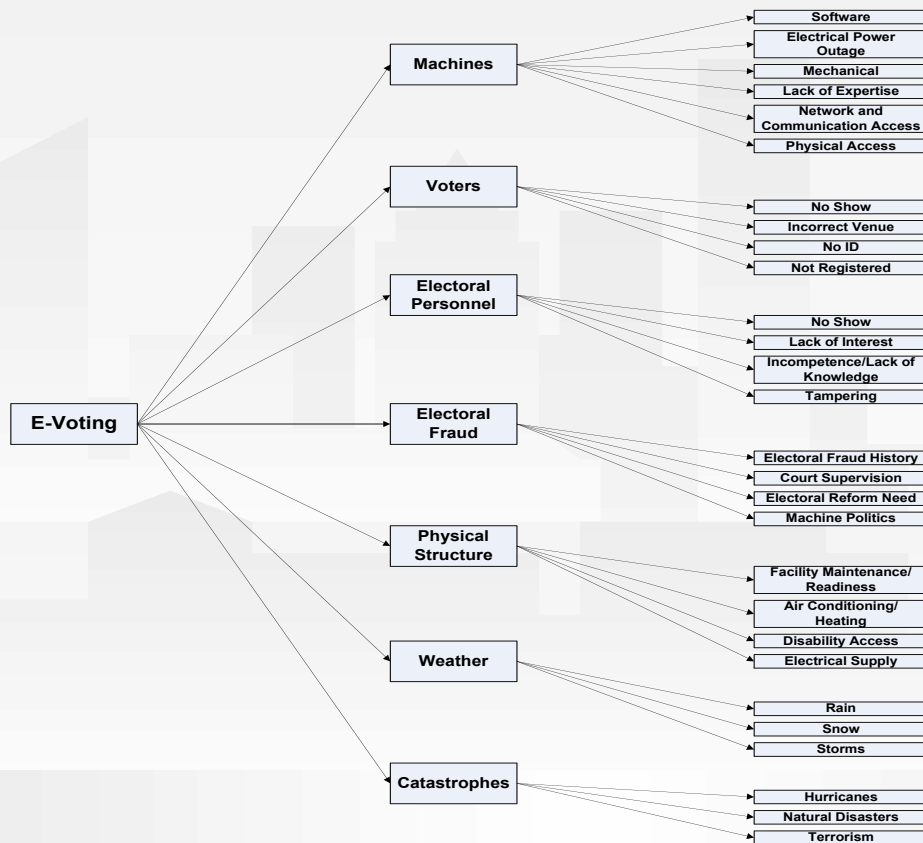 E-Voting
Machines
Software
Electrical Power
Outage
Mechanical
Lack of Expertise
Network and
Communication Access
Physical Access
Voters
No Show
Incorrect Venue
No ID
Not Registered
Electoral
Personnel
No Show
Lack of Interest
Incompetence/Lack of
Knowledge
Tampering
Electoral
Fraud
Electoral Fraud History
Court Supervision
Electoral Reform Need
Machine Politics
Physical
Structure
Facility Maintenance/
Readiness
Air Conditioning/
Heating
Disability Access
Electrical Supply
Weather
Rain
Snow
Storms
Catastrophes
Hurricanes
Natural Disasters
Terrorism